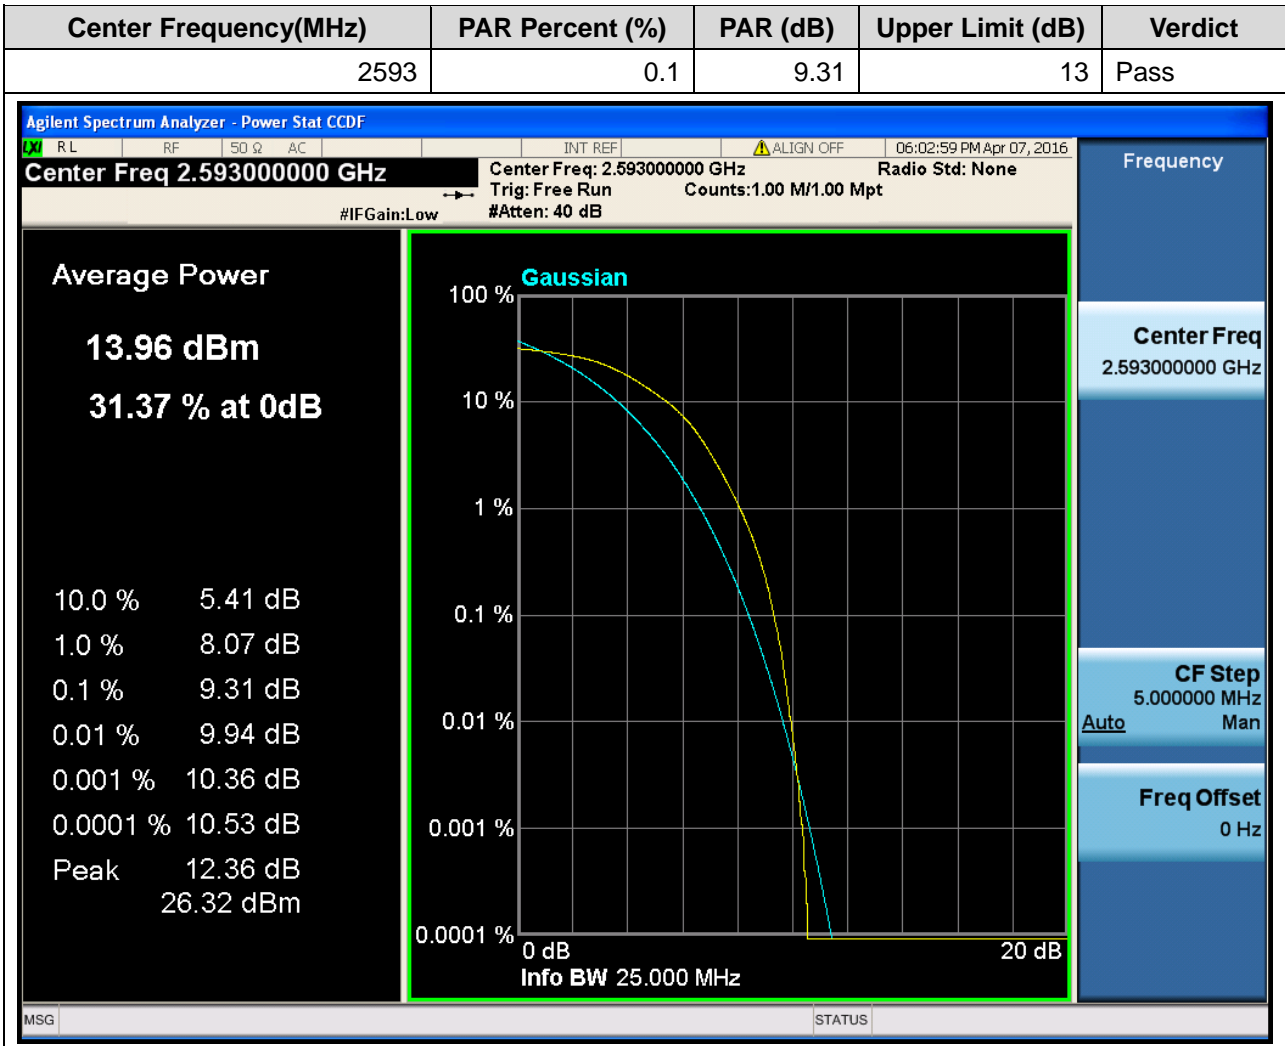 Center Frequency(MHz) PAR Percent (%) PAR (dB) Upper Limit (dB) Verdict
2593 0.1 9.31 13 Pass
Agilent Spectrum Analyzer - Power Stat CCDF
LXI RL RF 50 Ω AC INT REF ALIGN OFF 06:02:59 PM Apr 07, 2016
Center Freq 2.593000000 GHz
#IFGain:Low
Center Freq: 2.593000000 GHz Radio Std: None
Trig: Free Run Counts:1.00 M/1.00 Mpt
#Atten: 40 dB
Average Power
13.96 dBm
31.37 % at 0dB
10.0 % 5.41 dB
1.0 % 8.07 dB
0.1 % 9.31 dB
0.01 % 9.94 dB
0.001 % 10.36 dB
0.0001 % 10.53 dB
Peak 12.36 dB
26.32 dBm
Gaussian
100 %
10 %
1 %
0.1 %
0.01 %
0.001 %
0.0001 %
0 dB 20 dB
Info BW 25.000 MHz
Frequency
Center Freq
2.593000000 GHz
CF Step
5.000000 MHz
Auto Man
Freq Offset
0 Hz
MSG STATUS